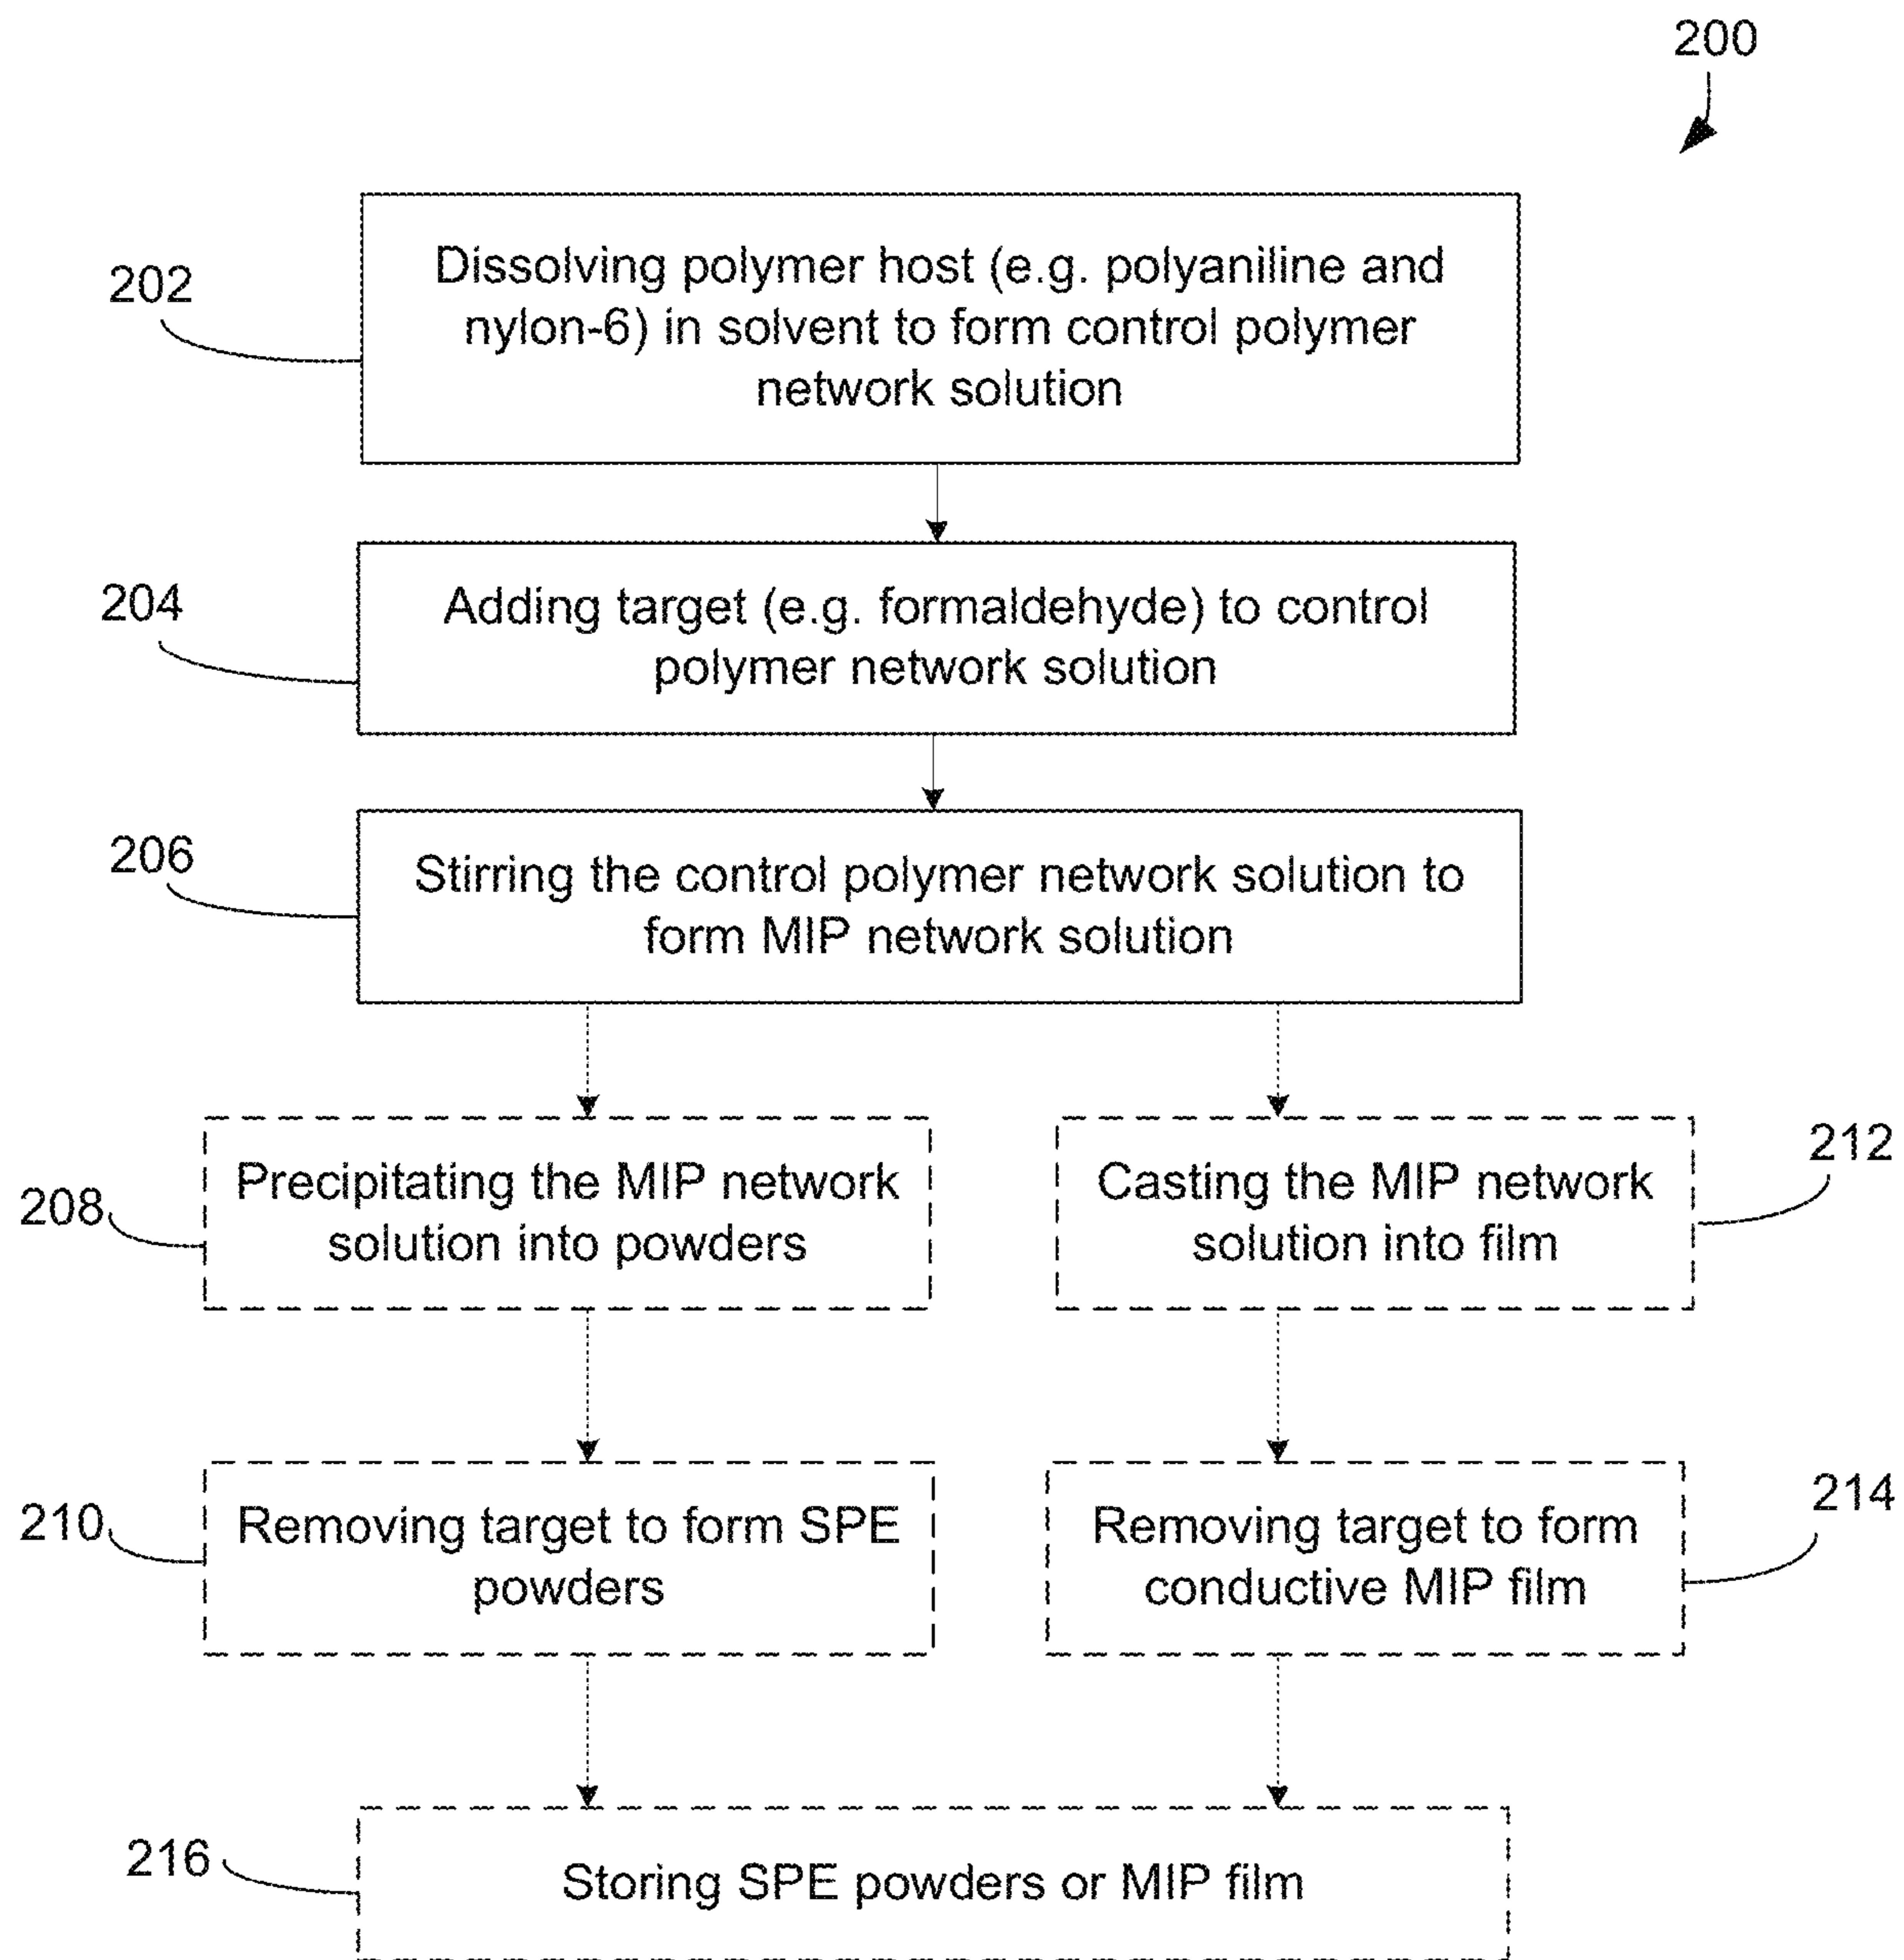 200
202
Dissolving polymer host (e.g. polyaniline and
nylon-6) in solvent to form control polymer
network solution
204
Adding target (e.g. formaldehyde) to control
polymer network solution
206
Stirring the control polymer network solution to
form MIP network solution
208
Precipitating the MIP network
solution into powders
212
Casting the MIP network
solution into film
210
Removing target to form SPE
powders
214
Removing target to form
conductive MIP film
216
Storing SPE powders or MIP film